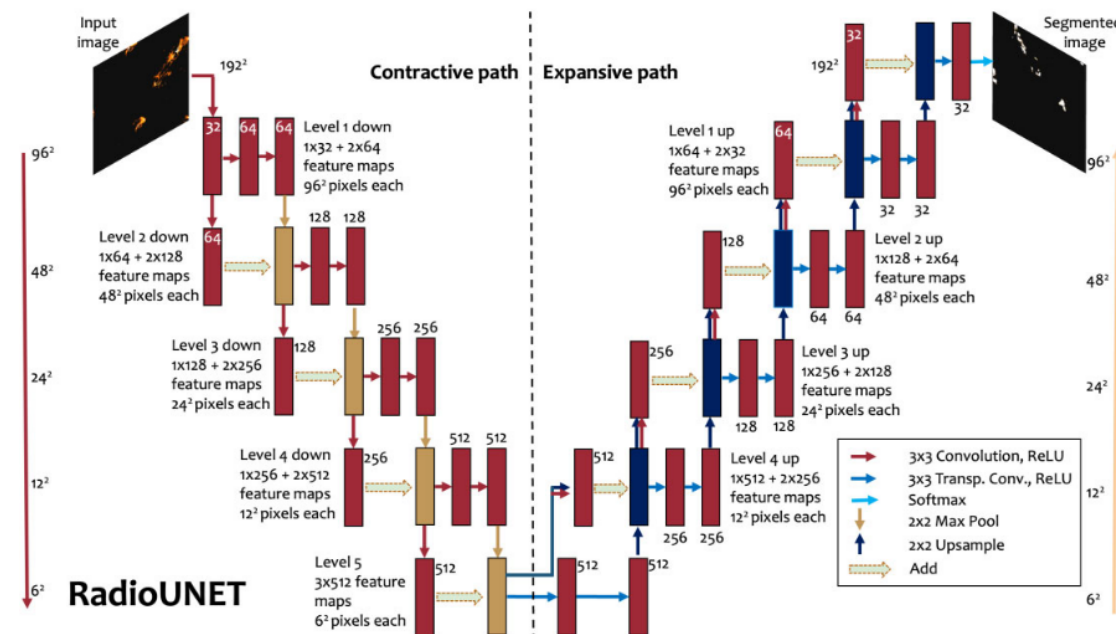 Input
image
192²
Contractive path
Expansive path
Segmented
image
192²
32
32
96²
32
64
64
Level 1 down
1x32 + 2x64
feature maps
96² pixels each
Level 1 up
1x64 + 2x32
feature maps
96² pixels each
64
32
32
96²
48²
Level 2 down
1x64 + 2x128
feature maps
48² pixels each
64
128
128
128
64
64
Level 2 up
1x128 + 2x64
feature maps
48² pixels each
48²
24²
Level 3 down
1x128 + 2x256
feature maps
24² pixels each
128
256
256
256
128
128
Level 3 up
1x256 + 2x128
feature maps
24² pixels each
24²
12²
Level 4 down
1x256 + 2x512
feature maps
12² pixels each
256
512
512
512
256
256
Level 4 up
1x512 + 2x256
feature maps
12² pixels each
12²
3x3 Convolution, ReLU
3x3 Transp. Conv., ReLU
Softmax
2x2 Max Pool
2x2 Upsample
Add
6²
RadioUNET
Level 5
3x512 feature
maps
6² pixels each
512
512
512
6²